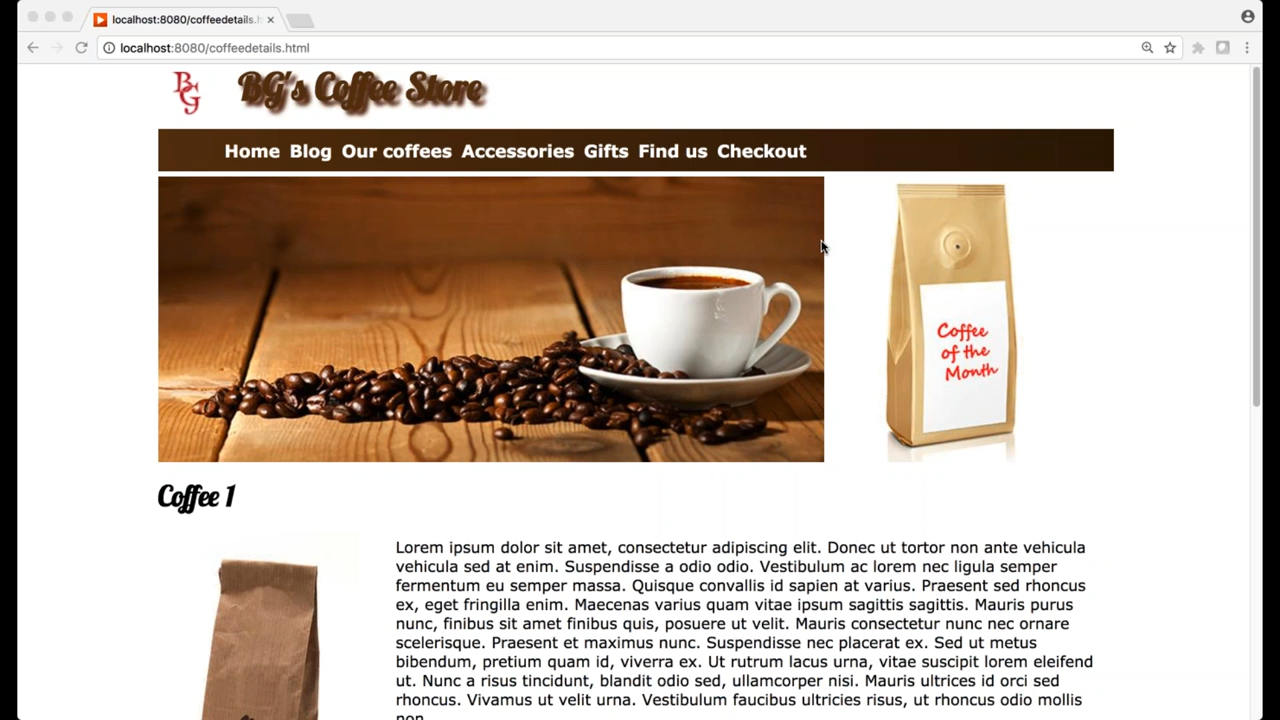 localhost:8080/coffeedetails.h
localhost:8080/coffeedetails.html
BG
BG's Coffee Store
Home Blog Our coffees Accessories Gifts Find us Checkout
Coffee
of the
Month
Coffee 1
Lorem ipsum dolor sit amet, consectetur adipiscing elit. Donec ut tortor non ante vehicula
vehicula sed at enim. Suspendisse a odio odio. Vestibulum ac lorem nec ligula semper
fermentum eu semper massa. Quisque convallis id sapien at varius. Praesent sed rhoncus
ex, eget fringilla enim. Maecenas varius quam vitae ipsum sagittis sagittis. Mauris purus
nunc, finibus sit amet finibus quis, posuere ut velit. Mauris consectetur nunc nec ornare
scelerisque. Praesent et maximus nunc. Suspendisse nec placerat ex. Sed ut metus
bibendum, pretium quam id, viverra ex. Ut rutrum lacus urna, vitae suscipit lorem eleifend
ut. Nunc a risus tincidunt, blandit odio sed, ullamcorper nisi. Mauris ultrices id orci sed
rhoncus. Vivamus ut velit urna. Vestibulum faucibus ultricies risus, ut rhoncus odio mollis
non.